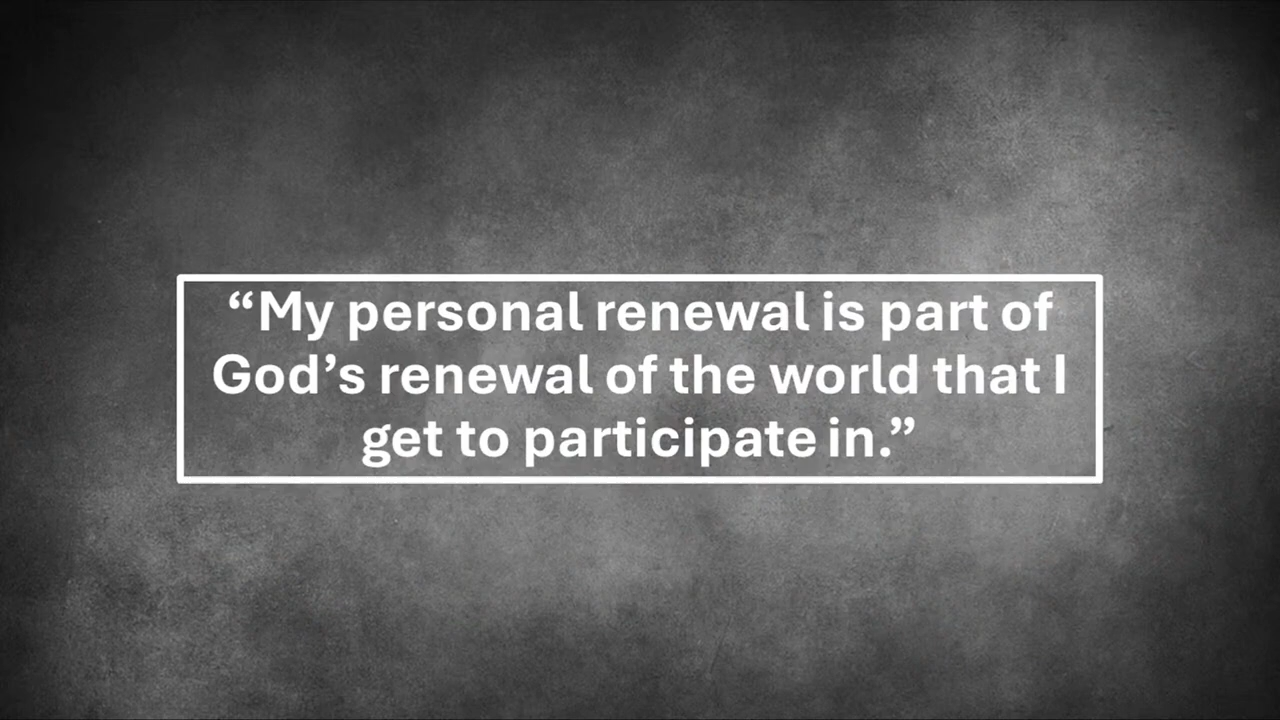 “My personal renewal is part of
God’s renewal of the world that I
get to participate in.”